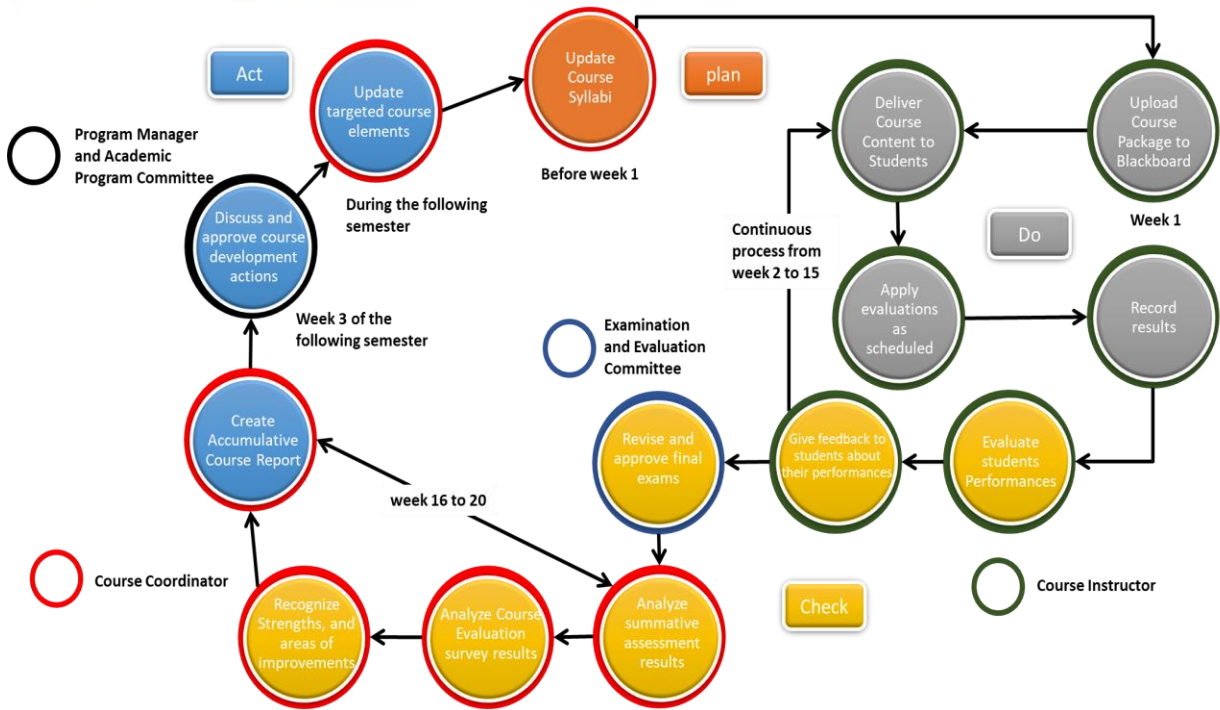 Act
Update
targeted course
elements
Update
Course
Syllabi
plan
Deliver
Course
Content to
Students
Upload
Course
Package to
Blackboard
Program Manager
and Academic
Program Committee
Before week 1
During the following
semester
Discuss and
approve course
development
actions
Continuous
process from
week 2 to 15
Do
Week 1
Apply
evaluations
as
scheduled
Record
results
Week 3 of the
following semester
Examination
and Evaluation
Committee
Create
Accumulative
Course Report
Revise and
approve final
exams
Give feedback to
students about
their performances
Evaluate
students
Performances
week 16 to 20
Course Coordinator
Recognize
Strengths, and
areas of
improvements
Analyze Course
Evaluation
survey results
Analyze
summative
assessment
results
Check
Course Instructor